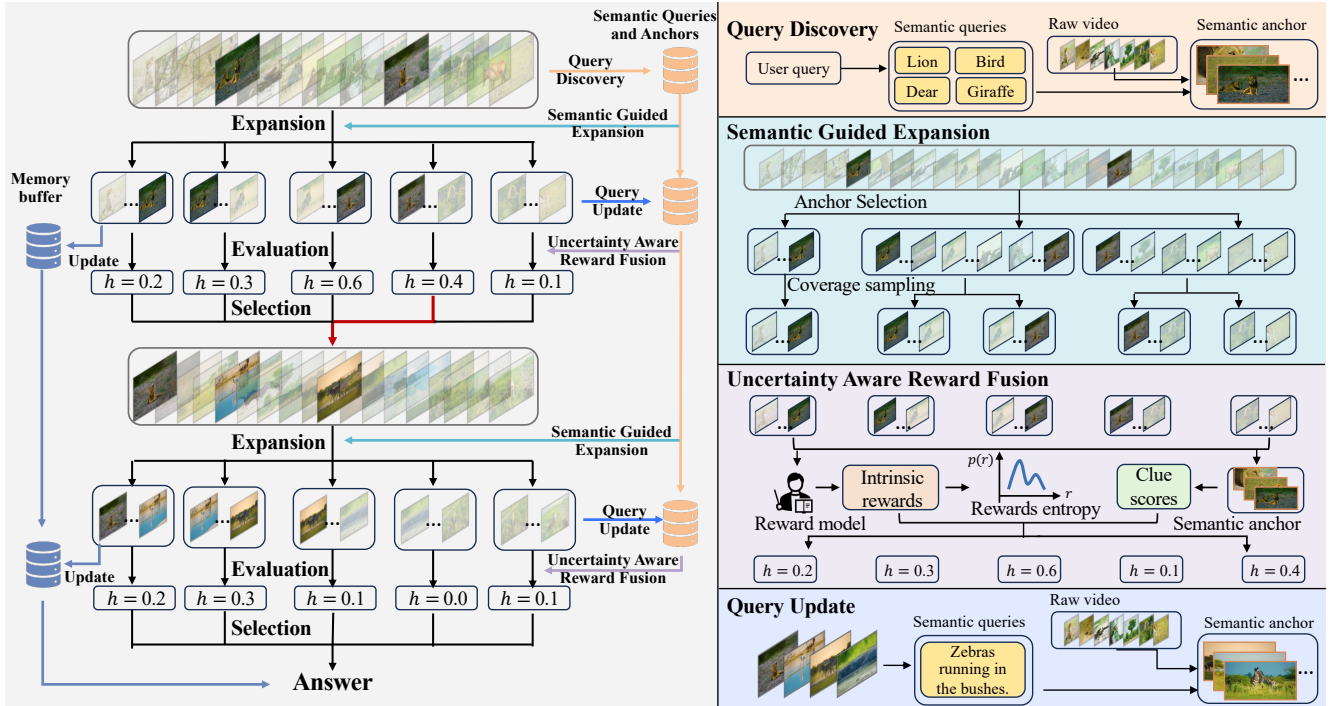 Semantic Queries
and Anchors
Query
Discovery
Expansion
Semantic Guided
Expansion
Memory
buffer
...
...
...
...
...
Query
Update
Update
Evaluation
Uncertainty Aware
Reward Fusion
h = 0.2
h = 0.3
h = 0.6
h = 0.4
h = 0.1
Selection
Expansion
Semantic Guided
Expansion
...
...
...
...
...
Query
Update
Update
Evaluation
Uncertainty Aware
Reward Fusion
h = 0.2
h = 0.3
h = 0.1
h = 0.0
h = 0.1
Selection
Answer
Query Discovery
Semantic queries
Raw video
Semantic anchor
User query
Lion
Bird
Dear
Giraffe
...
Semantic Guided Expansion
Anchor Selection
...
...
...
...
...
Coverage sampling
...
...
...
...
...
Uncertainty Aware Reward Fusion
...
...
...
...
...
p(r)
r
Reward model
Intrinsic
rewards
Rewards entropy
Clue
scores
Semantic anchor
h = 0.2
h = 0.3
h = 0.6
h = 0.1
h = 0.4
Query Update
Semantic queries
Raw video
Semantic anchor
Zebras
running in
the bushes.
...